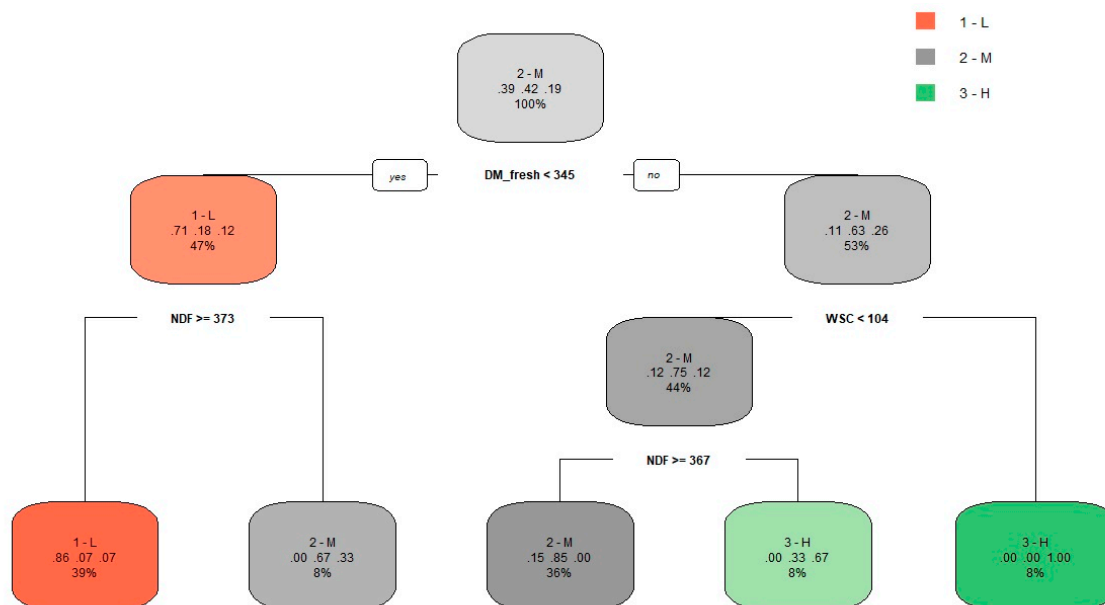 1 - L
2 - M
3 - H
2 - M
.39 .42 .19
100%
yes
DM_fresh < 345
no
1 - L
.71 .18 .12
47%
2 - M
.11 .63 .26
53%
NDF >= 373
WSC < 104
2 - M
.12 .75 .12
44%
NDF >= 367
1 - L
.86 .07 .07
39%
2 - M
.00 .67 .33
8%
2 - M
.15 .85 .00
36%
3 - H
.00 .33 .67
8%
3 - H
.00 .00 1.00
8%